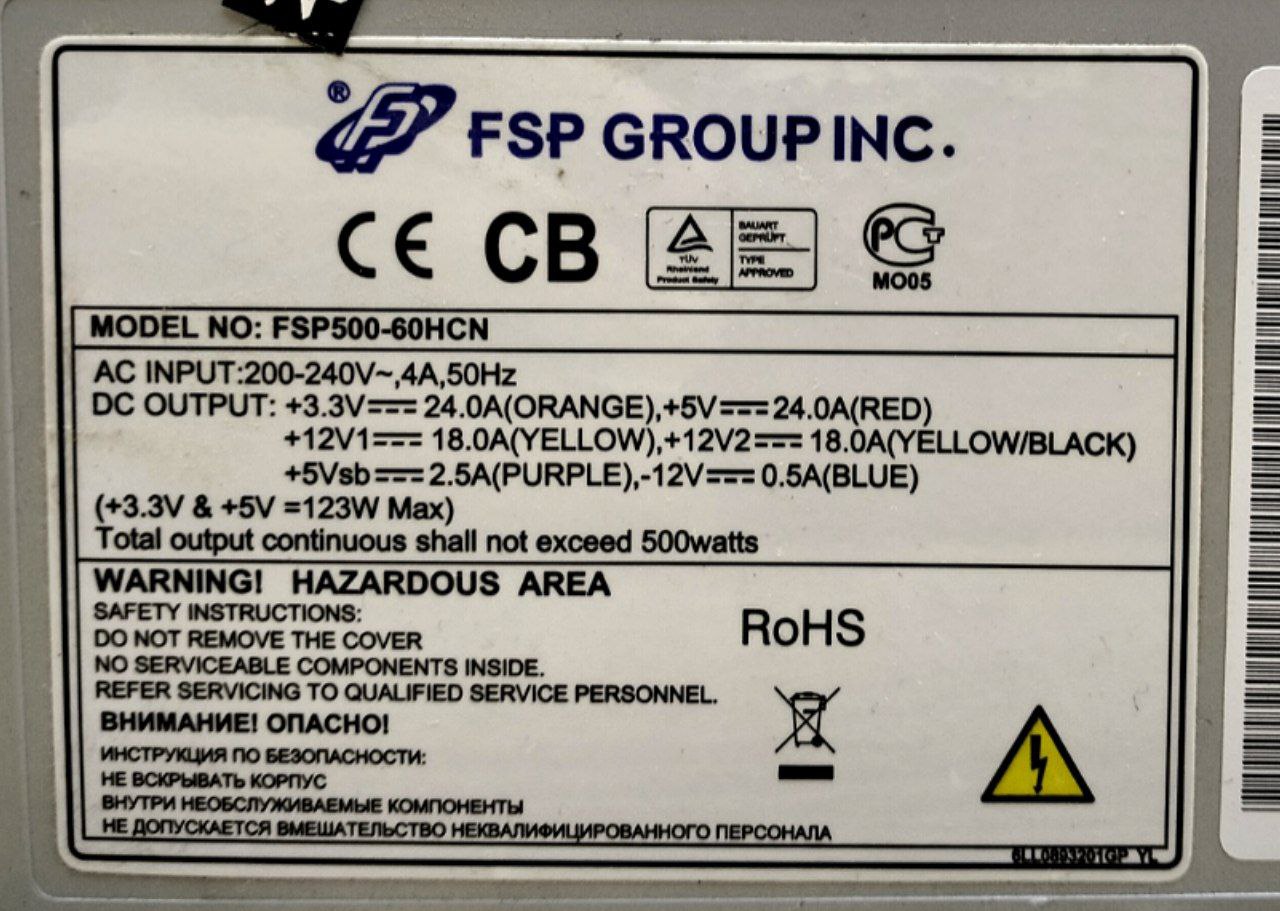 ® FSP GROUP INC.
CE CB
TÜV
Rheinland
Product Safety
BAUART
GEPRÜFT
TYPE
APPROVED
РСТ
MO05
MODEL NO: FSP500-60HCN
AC INPUT:200-240V~,4A,50Hz
DC OUTPUT: +3.3V⎓ 24.0A(ORANGE),+5V⎓24.0A(RED)
+12V1⎓ 18.0A(YELLOW),+12V2⎓ 18.0A(YELLOW/BLACK)
+5Vsb⎓2.5A(PURPLE),-12V⎓ 0.5A(BLUE)
(+3.3V & +5V =123W Max)
Total output continuous shall not exceed 500watts
WARNING! HAZARDOUS AREA
SAFETY INSTRUCTIONS:
DO NOT REMOVE THE COVER
NO SERVICEABLE COMPONENTS INSIDE.
REFER SERVICING TO QUALIFIED SERVICE PERSONNEL.
RoHS
ВНИМАНИЕ! ОПАСНО!
ИНСТРУКЦИЯ ПО БЕЗОПАСНОСТИ:
НЕ ВСКРЫВАТЬ КОРПУС
ВНУТРИ НЕОБСЛУЖИВАЕМЫЕ КОМПОНЕНТЫ
НЕ ДОПУСКАЕТСЯ ВМЕШАТЕЛЬСТВО НЕКВАЛИФИЦИРОВАННОГО ПЕРСОНАЛА
6LL0893201GP YL